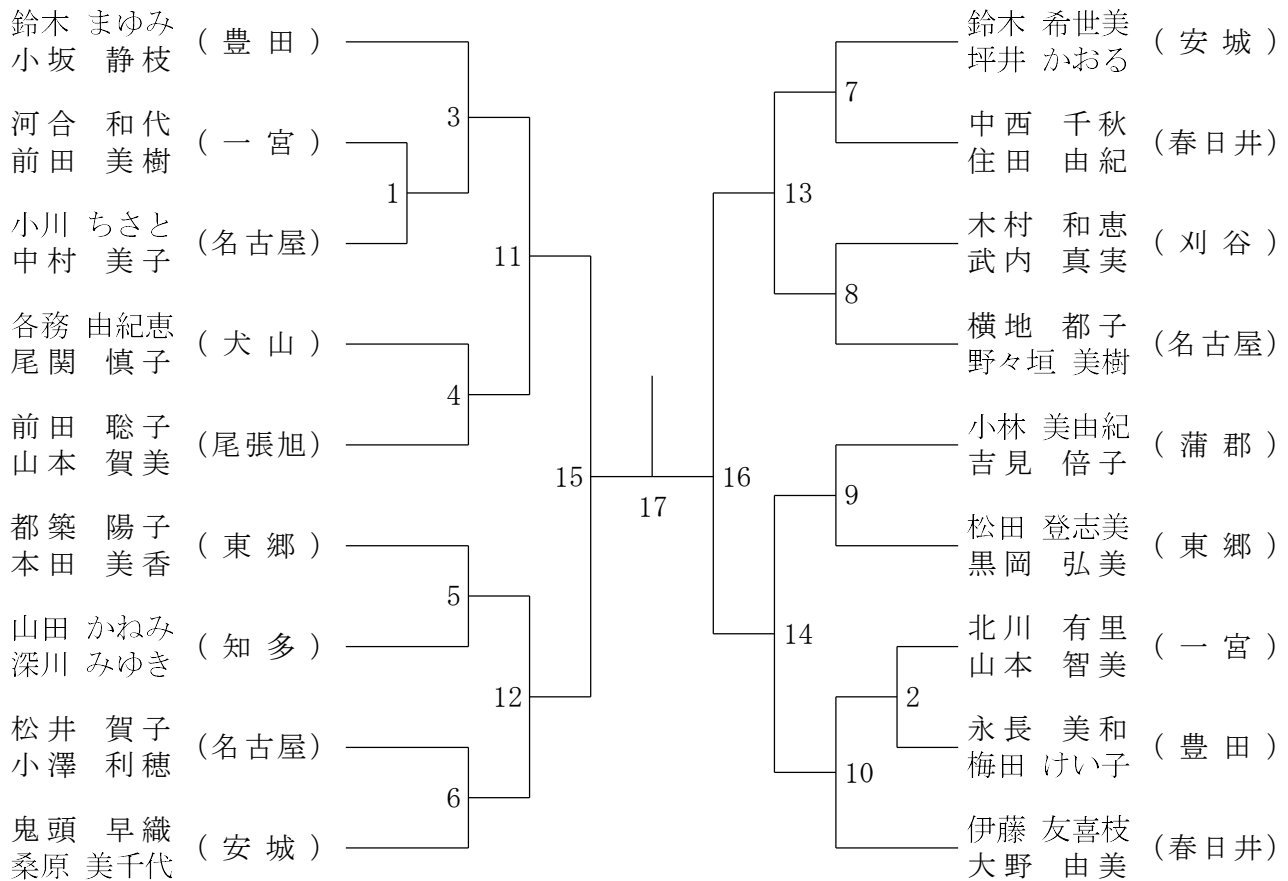 鈴木 まゆみ
小坂 静枝
(豊田)
河合 和代
前田 美樹
(一宮)
小川 ちさと
中村 美子
(名古屋)
各務 由紀恵
尾関 慎子
(犬山)
前田 聡子
山本 賀美
(尾張旭)
都築 陽子
本田 美香
(東郷)
山田 かねみ
深川 みゆき
(知多)
松井 賀子
小澤 利穂
(名古屋)
鬼頭 早織
桑原 美千代
(安城)
3
1
11
4
15
5
12
6
17
16
7
13
8
9
14
2
10
鈴木 希世美
坪井 かおる
(安城)
中西 千秋
住田 由紀
(春日井)
木村 和恵
武内 真実
(刈谷)
横地 都子
野々垣 美樹
(名古屋)
小林 美由紀
吉見 倍子
(蒲郡)
松田 登志美
黒岡 弘美
(東郷)
北川 有里
山本 智美
(一宮)
永長 美和
梅田 けい子
(豊田)
伊藤 友喜枝
大野 由美
(春日井)